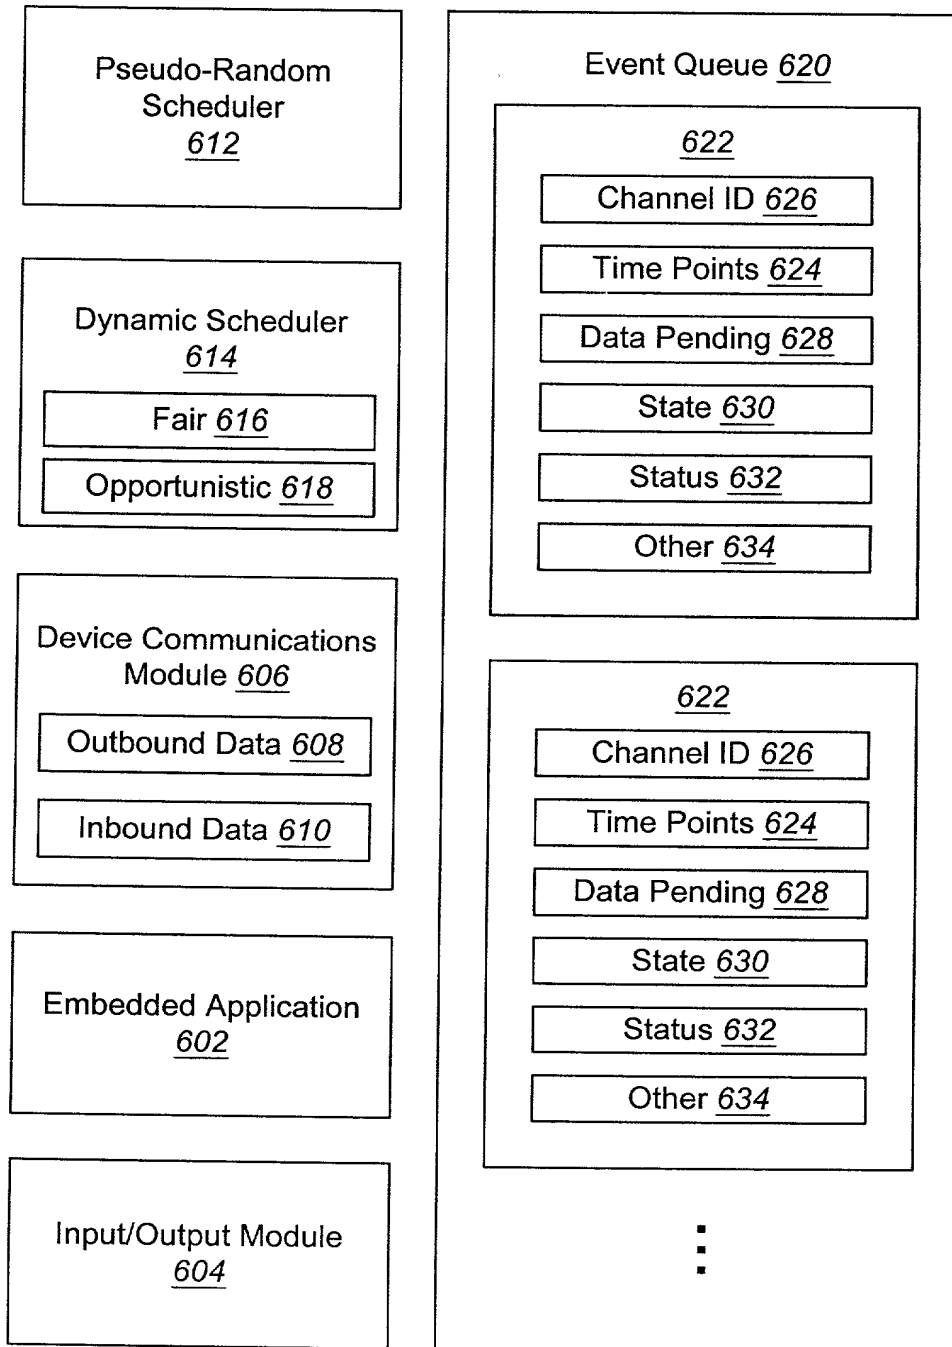 Pseudo-Random
Scheduler
612
Dynamic Scheduler
614
Fair 616
Opportunistic 618
Device Communications
Module 606
Outbound Data 608
Inbound Data 610
Embedded Application
602
Input/Output Module
604
Event Queue 620
622
Channel ID 626
Time Points 624
Data Pending 628
State 630
Status 632
Other 634
622
Channel ID 626
Time Points 624
Data Pending 628
State 630
Status 632
Other 634